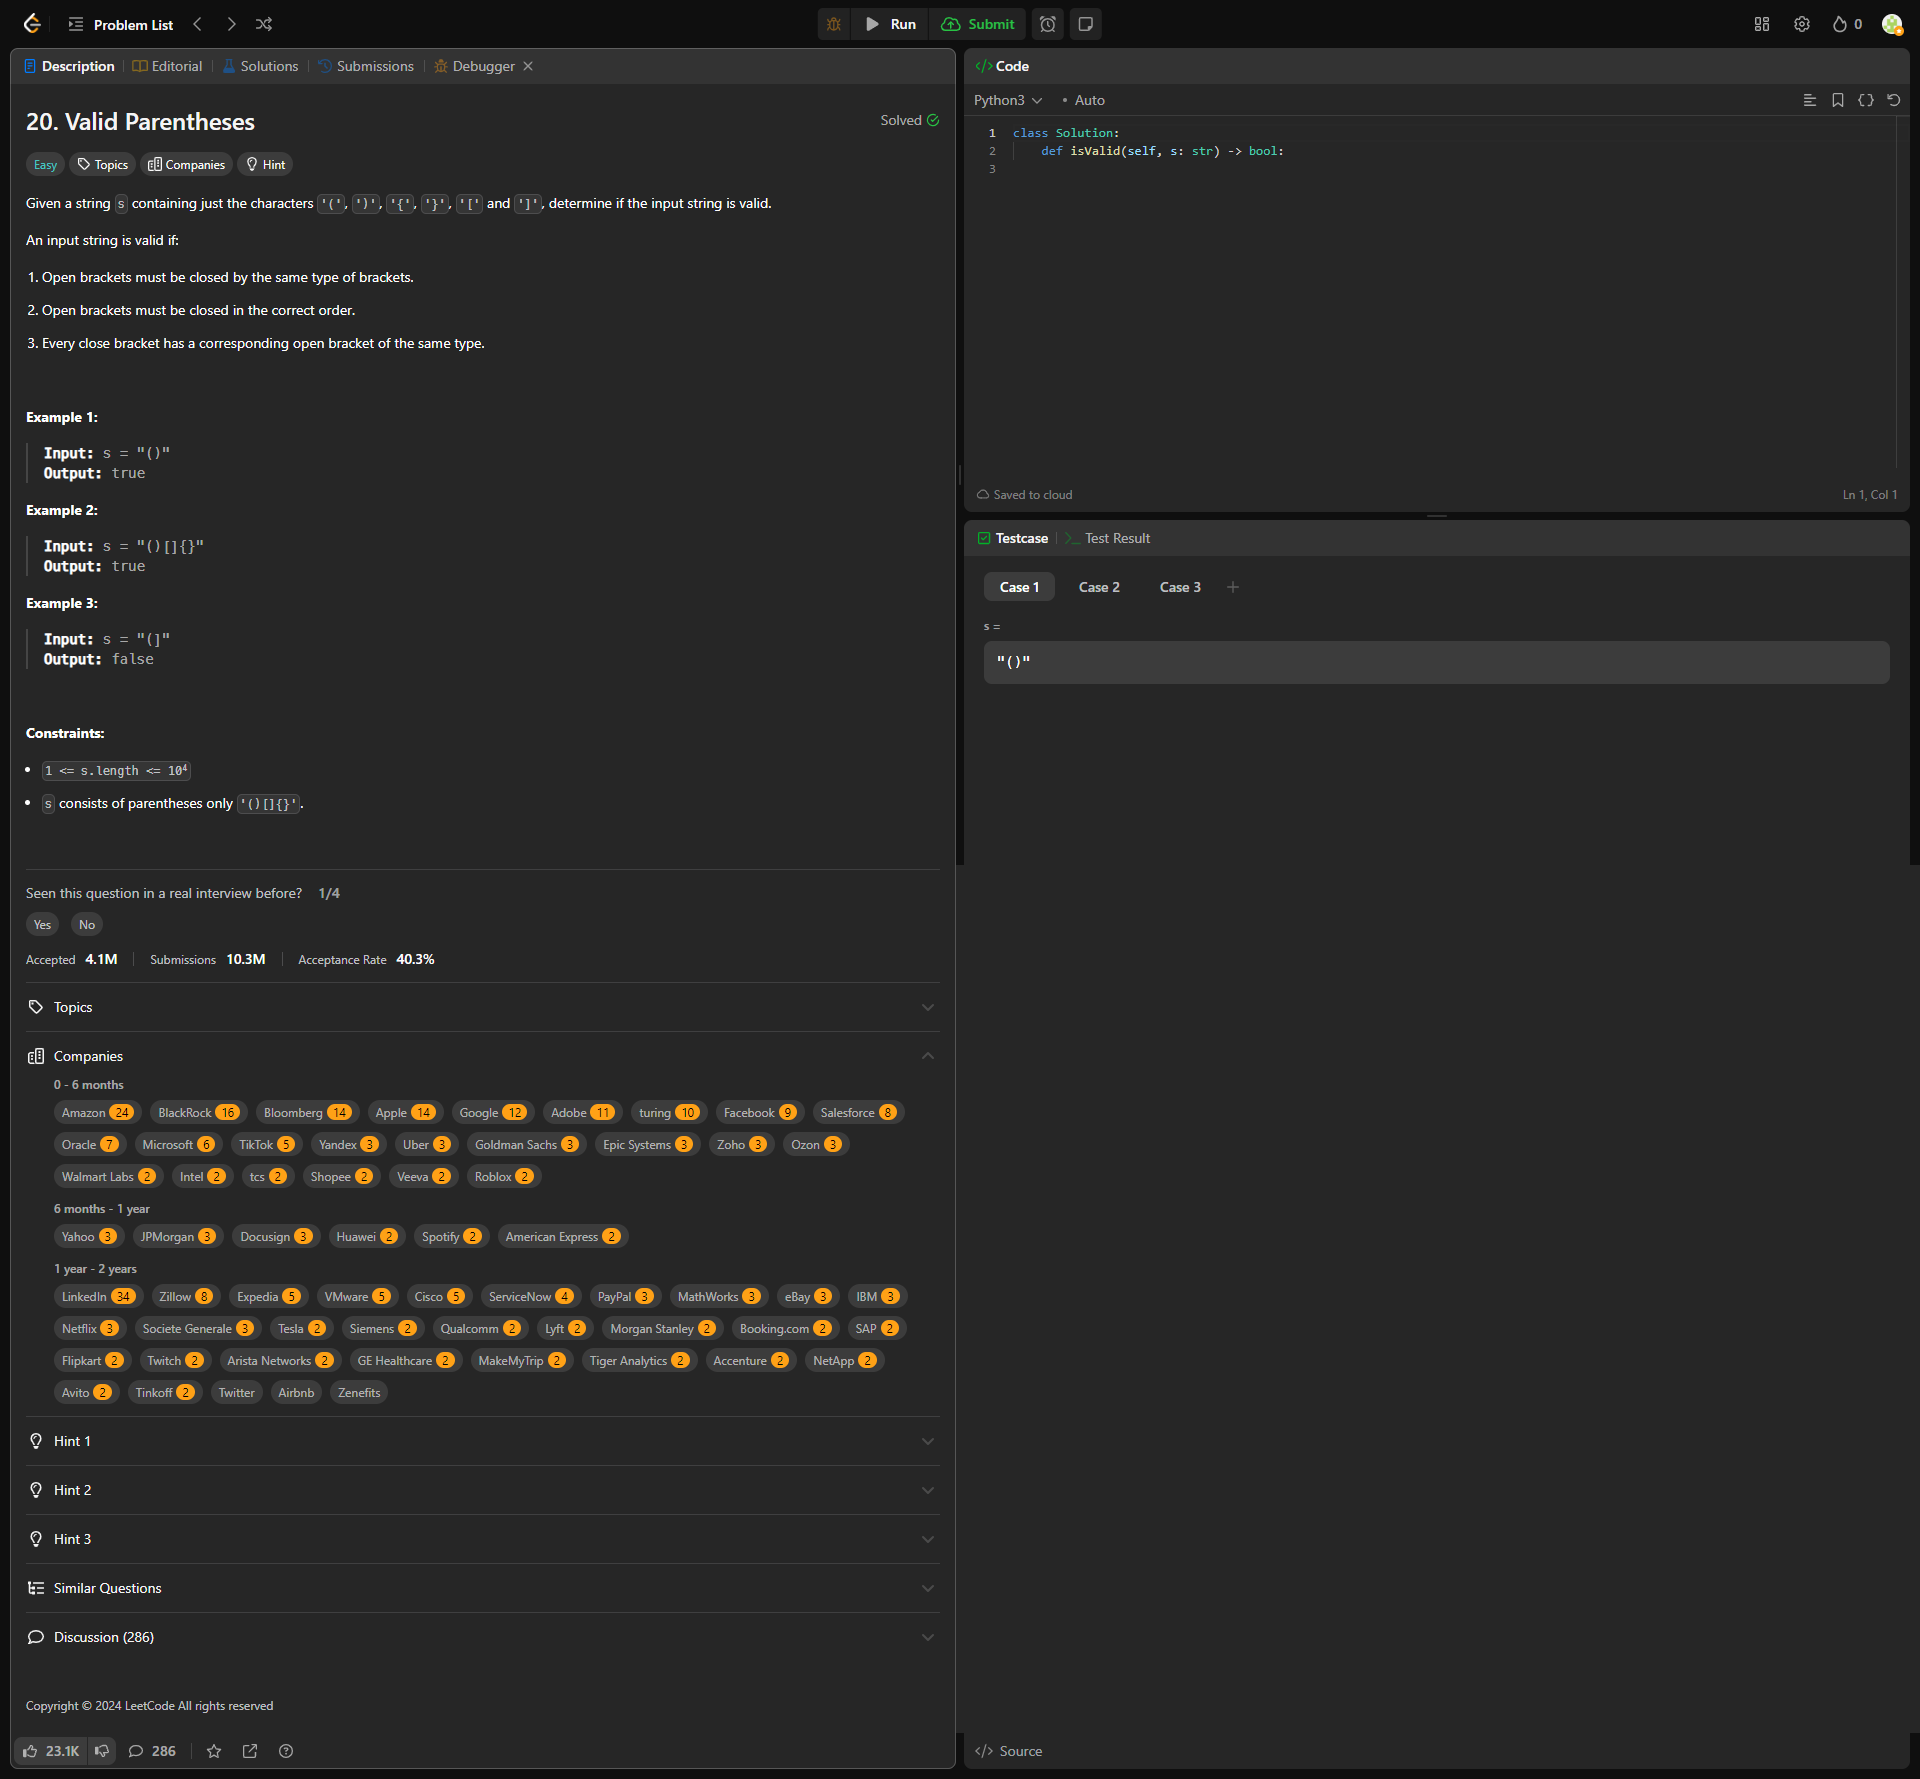 Problem List
Run
Submit
0
Description
Editorial
Solutions
Submissions
Debugger
20. Valid Parentheses
Solved
Easy
Topics
Companies
Hint
Given a string s containing just the characters '(', ')', '{', '}', '[' and ']', determine if the input string is valid.
An input string is valid if:
1. Open brackets must be closed by the same type of brackets.
2. Open brackets must be closed in the correct order.
3. Every close bracket has a corresponding open bracket of the same type.
Example 1:
Input: s = "()"
Output: true
Example 2:
Input: s = "()[]{}"
Output: true
Example 3:
Input: s = "(]"
Output: false
Constraints:
• 1 <= s.length <= 10⁴
• s consists of parentheses only '()[]{}'.
Seen this question in a real interview before? 1/4
Yes No
Accepted 4.1M Submissions 10.3M Acceptance Rate 40.3%
Topics
Companies
0 - 6 months
Amazon 24 BlackRock 16 Bloomberg 14 Apple 14 Google 12 Adobe 11 turing 10 Facebook 9 Salesforce 8
Oracle 7 Microsoft 6 TikTok 5 Yandex 3 Uber 3 Goldman Sachs 3 Epic Systems 3 Zoho 3 Ozon 3
Walmart Labs 2 Intel 2 tcs 2 Shopee 2 Veeva 2 Roblox 2
6 months - 1 year
Yahoo 3 JPMorgan 3 Docusign 3 Huawei 2 Spotify 2 American Express 2
1 year - 2 years
LinkedIn 34 Zillow 8 Expedia 5 VMware 5 Cisco 5 ServiceNow 4 PayPal 3 MathWorks 3 eBay 3 IBM 3
Netflix 3 Societe Generale 3 Tesla 2 Siemens 2 Qualcomm 2 Lyft 2 Morgan Stanley 2 Booking.com 2 SAP 2
Flipkart 2 Twitch 2 Arista Networks 2 GE Healthcare 2 MakeMyTrip 2 Tiger Analytics 2 Accenture 2 NetApp 2
Avito 2 Tinkoff 2 Twitter Airbnb Zenefits
Hint 1
Hint 2
Hint 3
Similar Questions
Discussion (286)
Copyright © 2024 LeetCode All rights reserved
23.1K 286
</> Code
Python3 • Auto
1 class Solution:
2 def isValid(self, s: str) -> bool:
3
Saved to cloud
Ln 1, Col 1
Testcase
>_ Test Result
Case 1 Case 2 Case 3 +
s =
"()"
</> Source